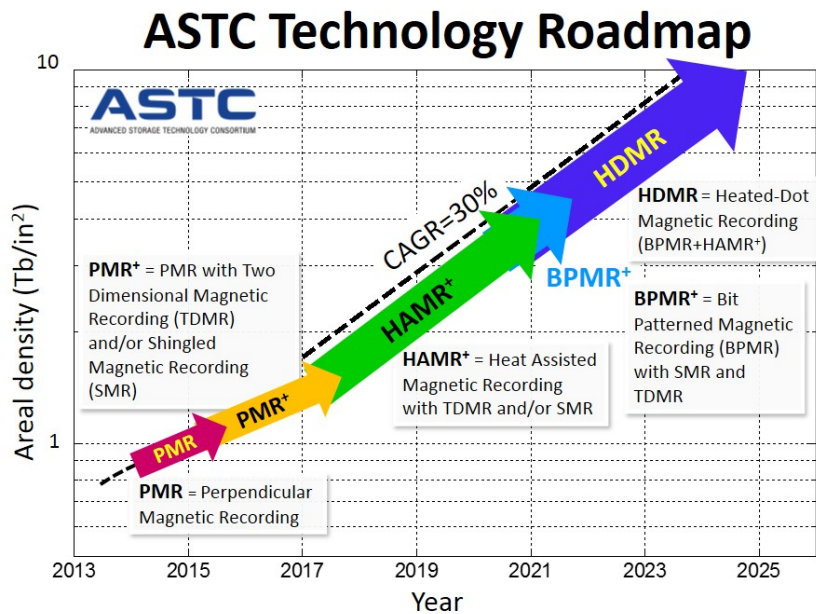 ASTC Technology Roadmap
10
ASTC
ADVANCED STORAGE TECHNOLOGY CONSORTIUM
HDMR
HDMR = Heated-Dot
Magnetic Recording
(BPMR+HAMR⁺)
CAGR=30%
PMR⁺ = PMR with Two
Dimensional Magnetic
Recording (TDMR)
and/or Shingled
Magnetic Recording
(SMR)
BPMR⁺
HAMR⁺
BPMR⁺ = Bit
Patterned Magnetic
Recording (BPMR)
with SMR and
TDMR
HAMR⁺ = Heat Assisted
Magnetic Recording
with TDMR and/or SMR
PMR⁺
PMR
1
PMR = Perpendicular
Magnetic Recording
Areal density (Tb/in²)
2013
2015
2017
2019
2021
2023
2025
Year